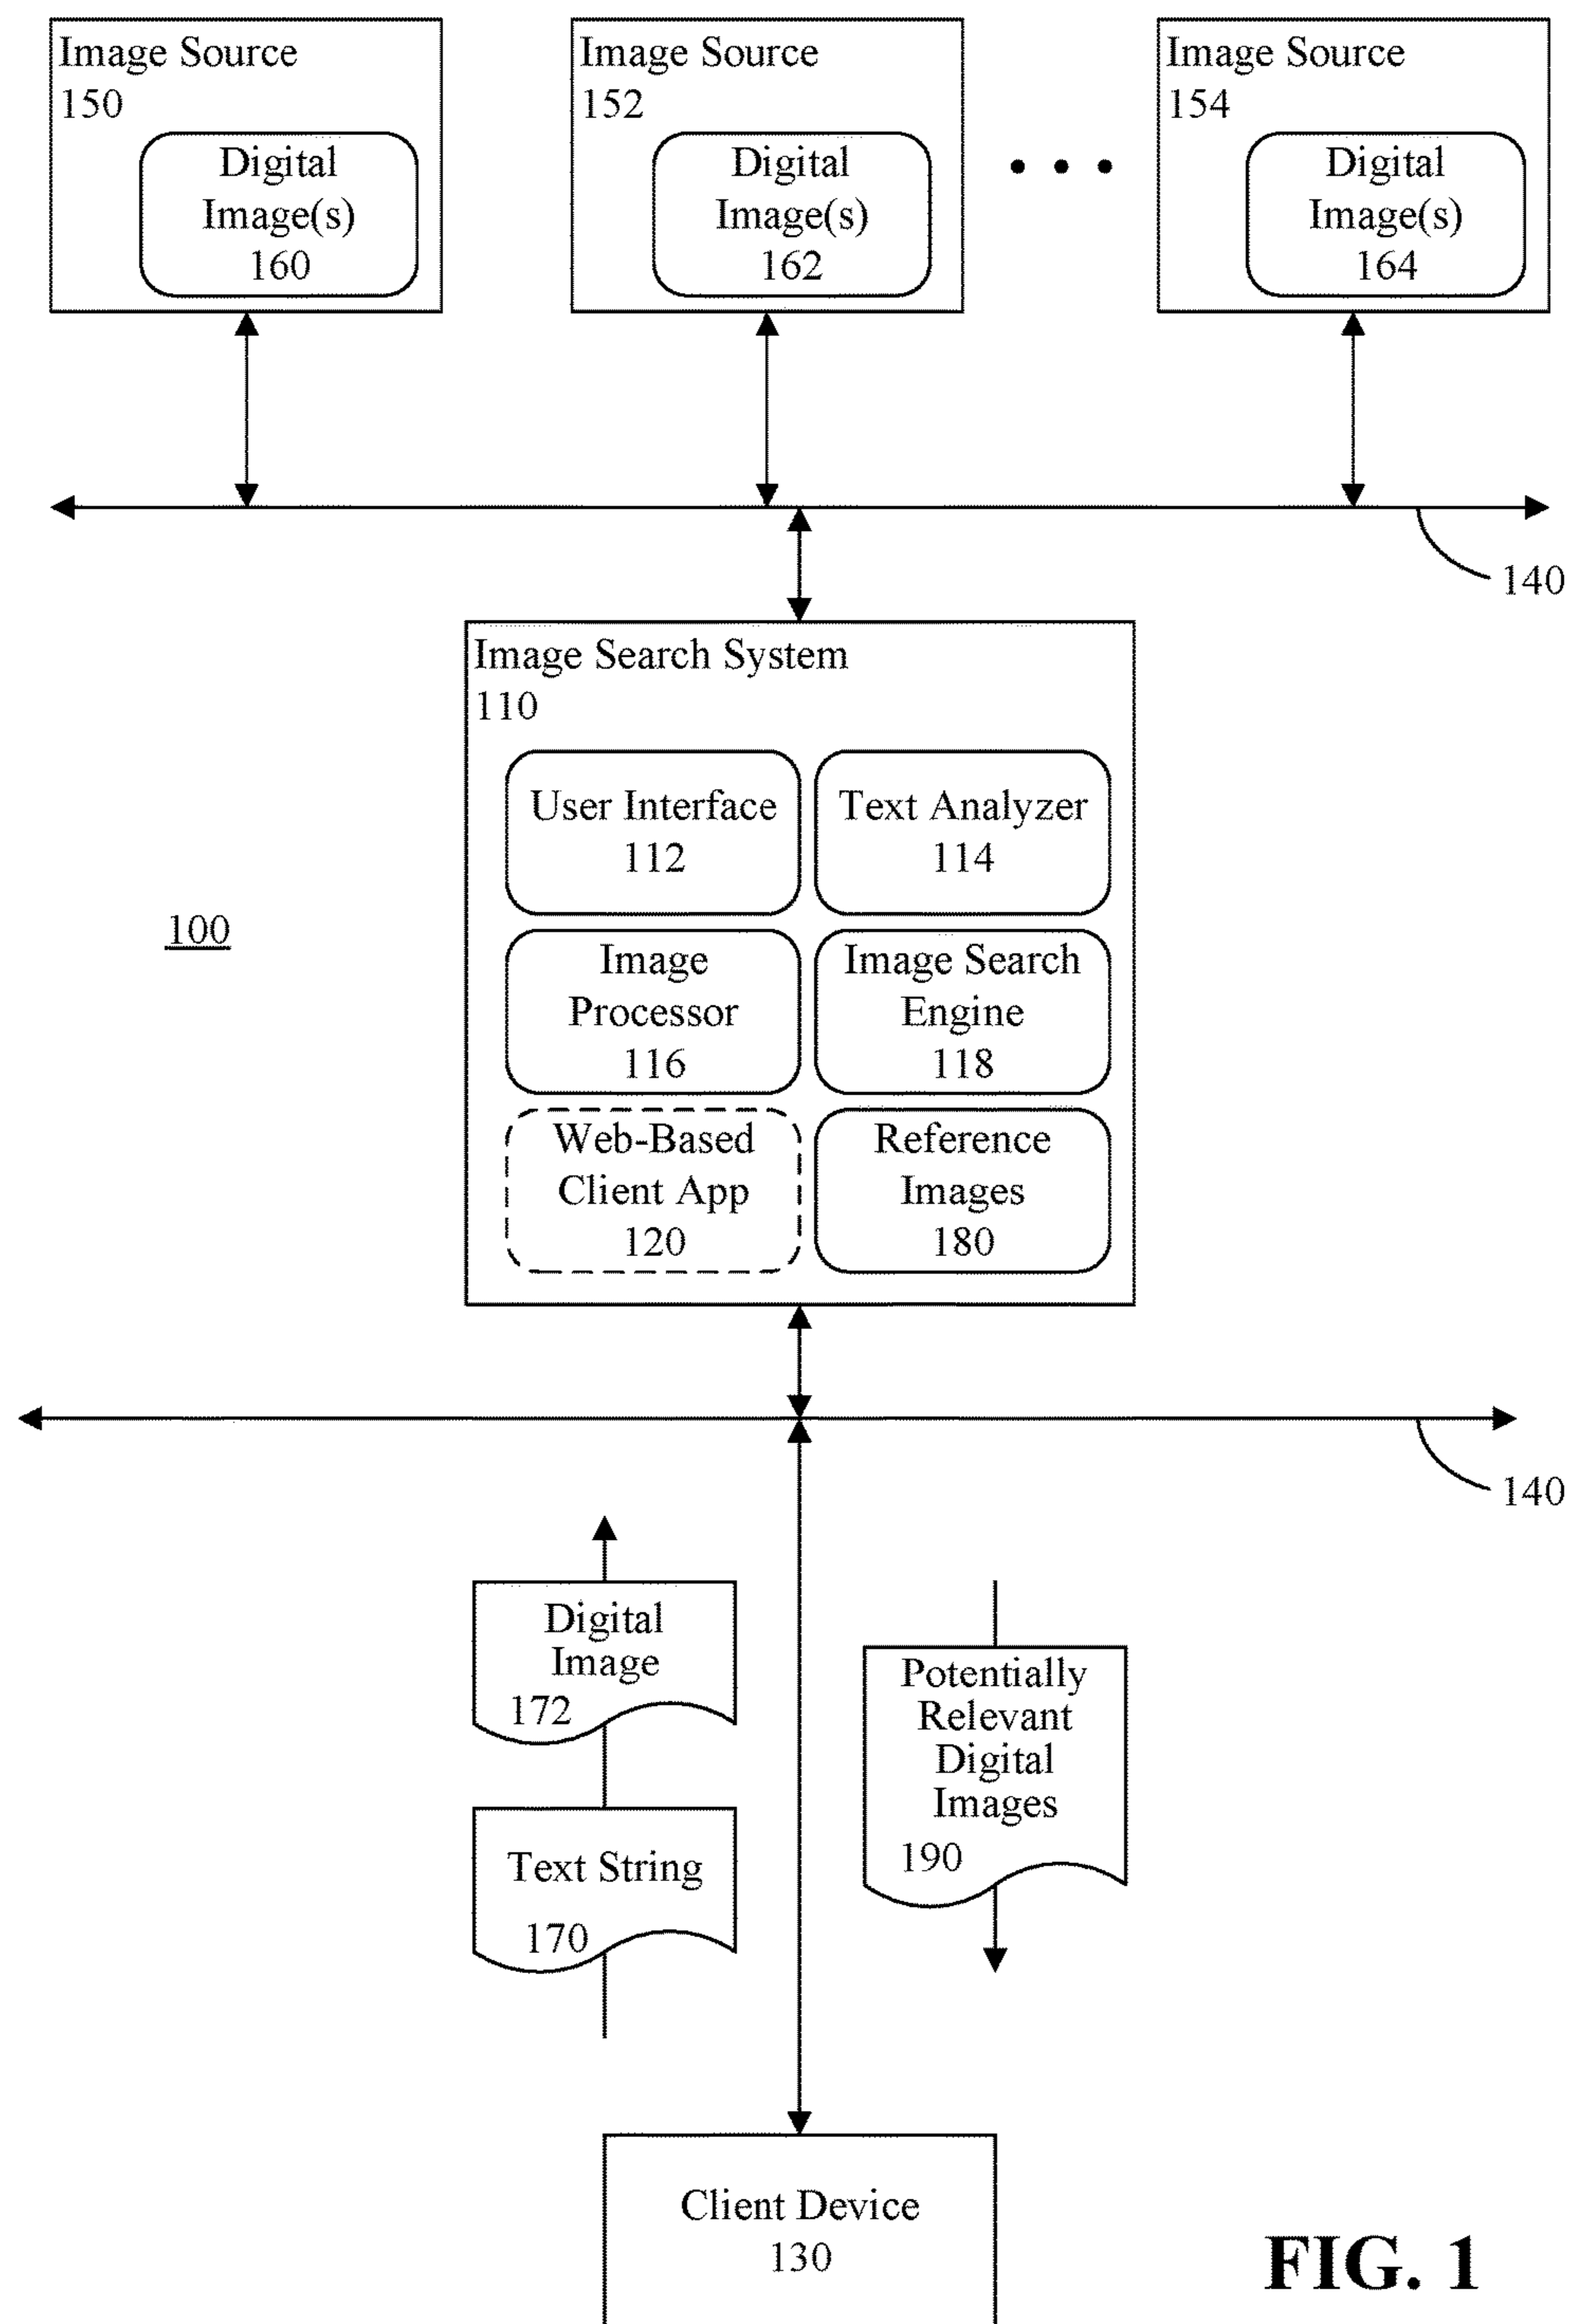 Image Source
150
Digital
Image(s)
160
Image Source
152
Digital
Image(s)
162
• • •
Image Source
154
Digital
Image(s)
164
140
Image Search System
110
User Interface
112
Text Analyzer
114
100
Image
Processor
116
Image Search
Engine
118
Web-Based
Client App
120
Reference
Images
180
140
Digital
Image
172
Potentially
Relevant
Digital
Images
190
Text String
170
Client Device
130
FIG. 1